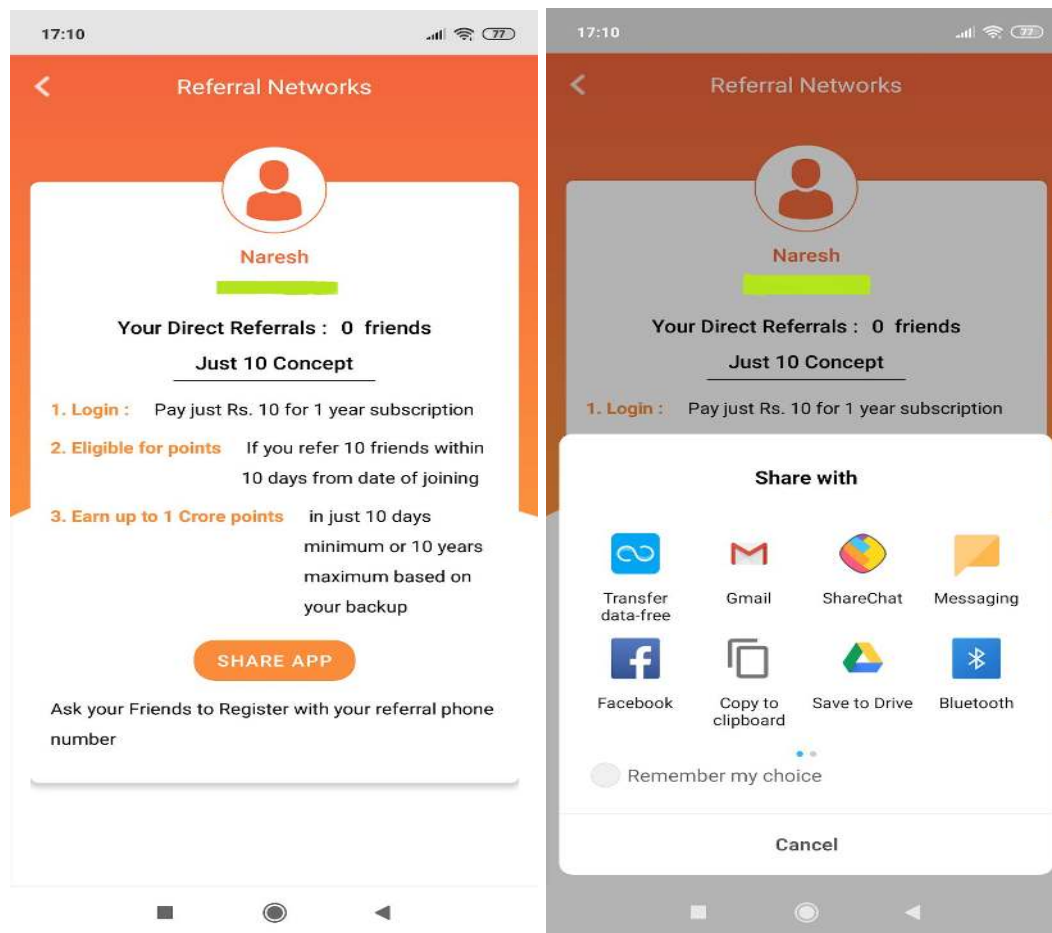 17:10
77
Referral Networks
Naresh
Your Direct Referrals : 0 friends
Just 10 Concept
1. Login : Pay just Rs. 10 for 1 year subscription
2. Eligible for points If you refer 10 friends within
10 days from date of joining
3. Earn up to 1 Crore points in just 10 days
minimum or 10 years
maximum based on
your backup
SHARE APP
Ask your Friends to Register with your referral phone
number
17:10
77
Referral Networks
Naresh
Your Direct Referrals : 0 friends
Just 10 Concept
1. Login : Pay just Rs. 10 for 1 year subscription
Share with
Transfer
data-free
Gmail
ShareChat
Messaging
Facebook
Copy to
clipboard
Save to Drive
Bluetooth
Remember my choice
Cancel